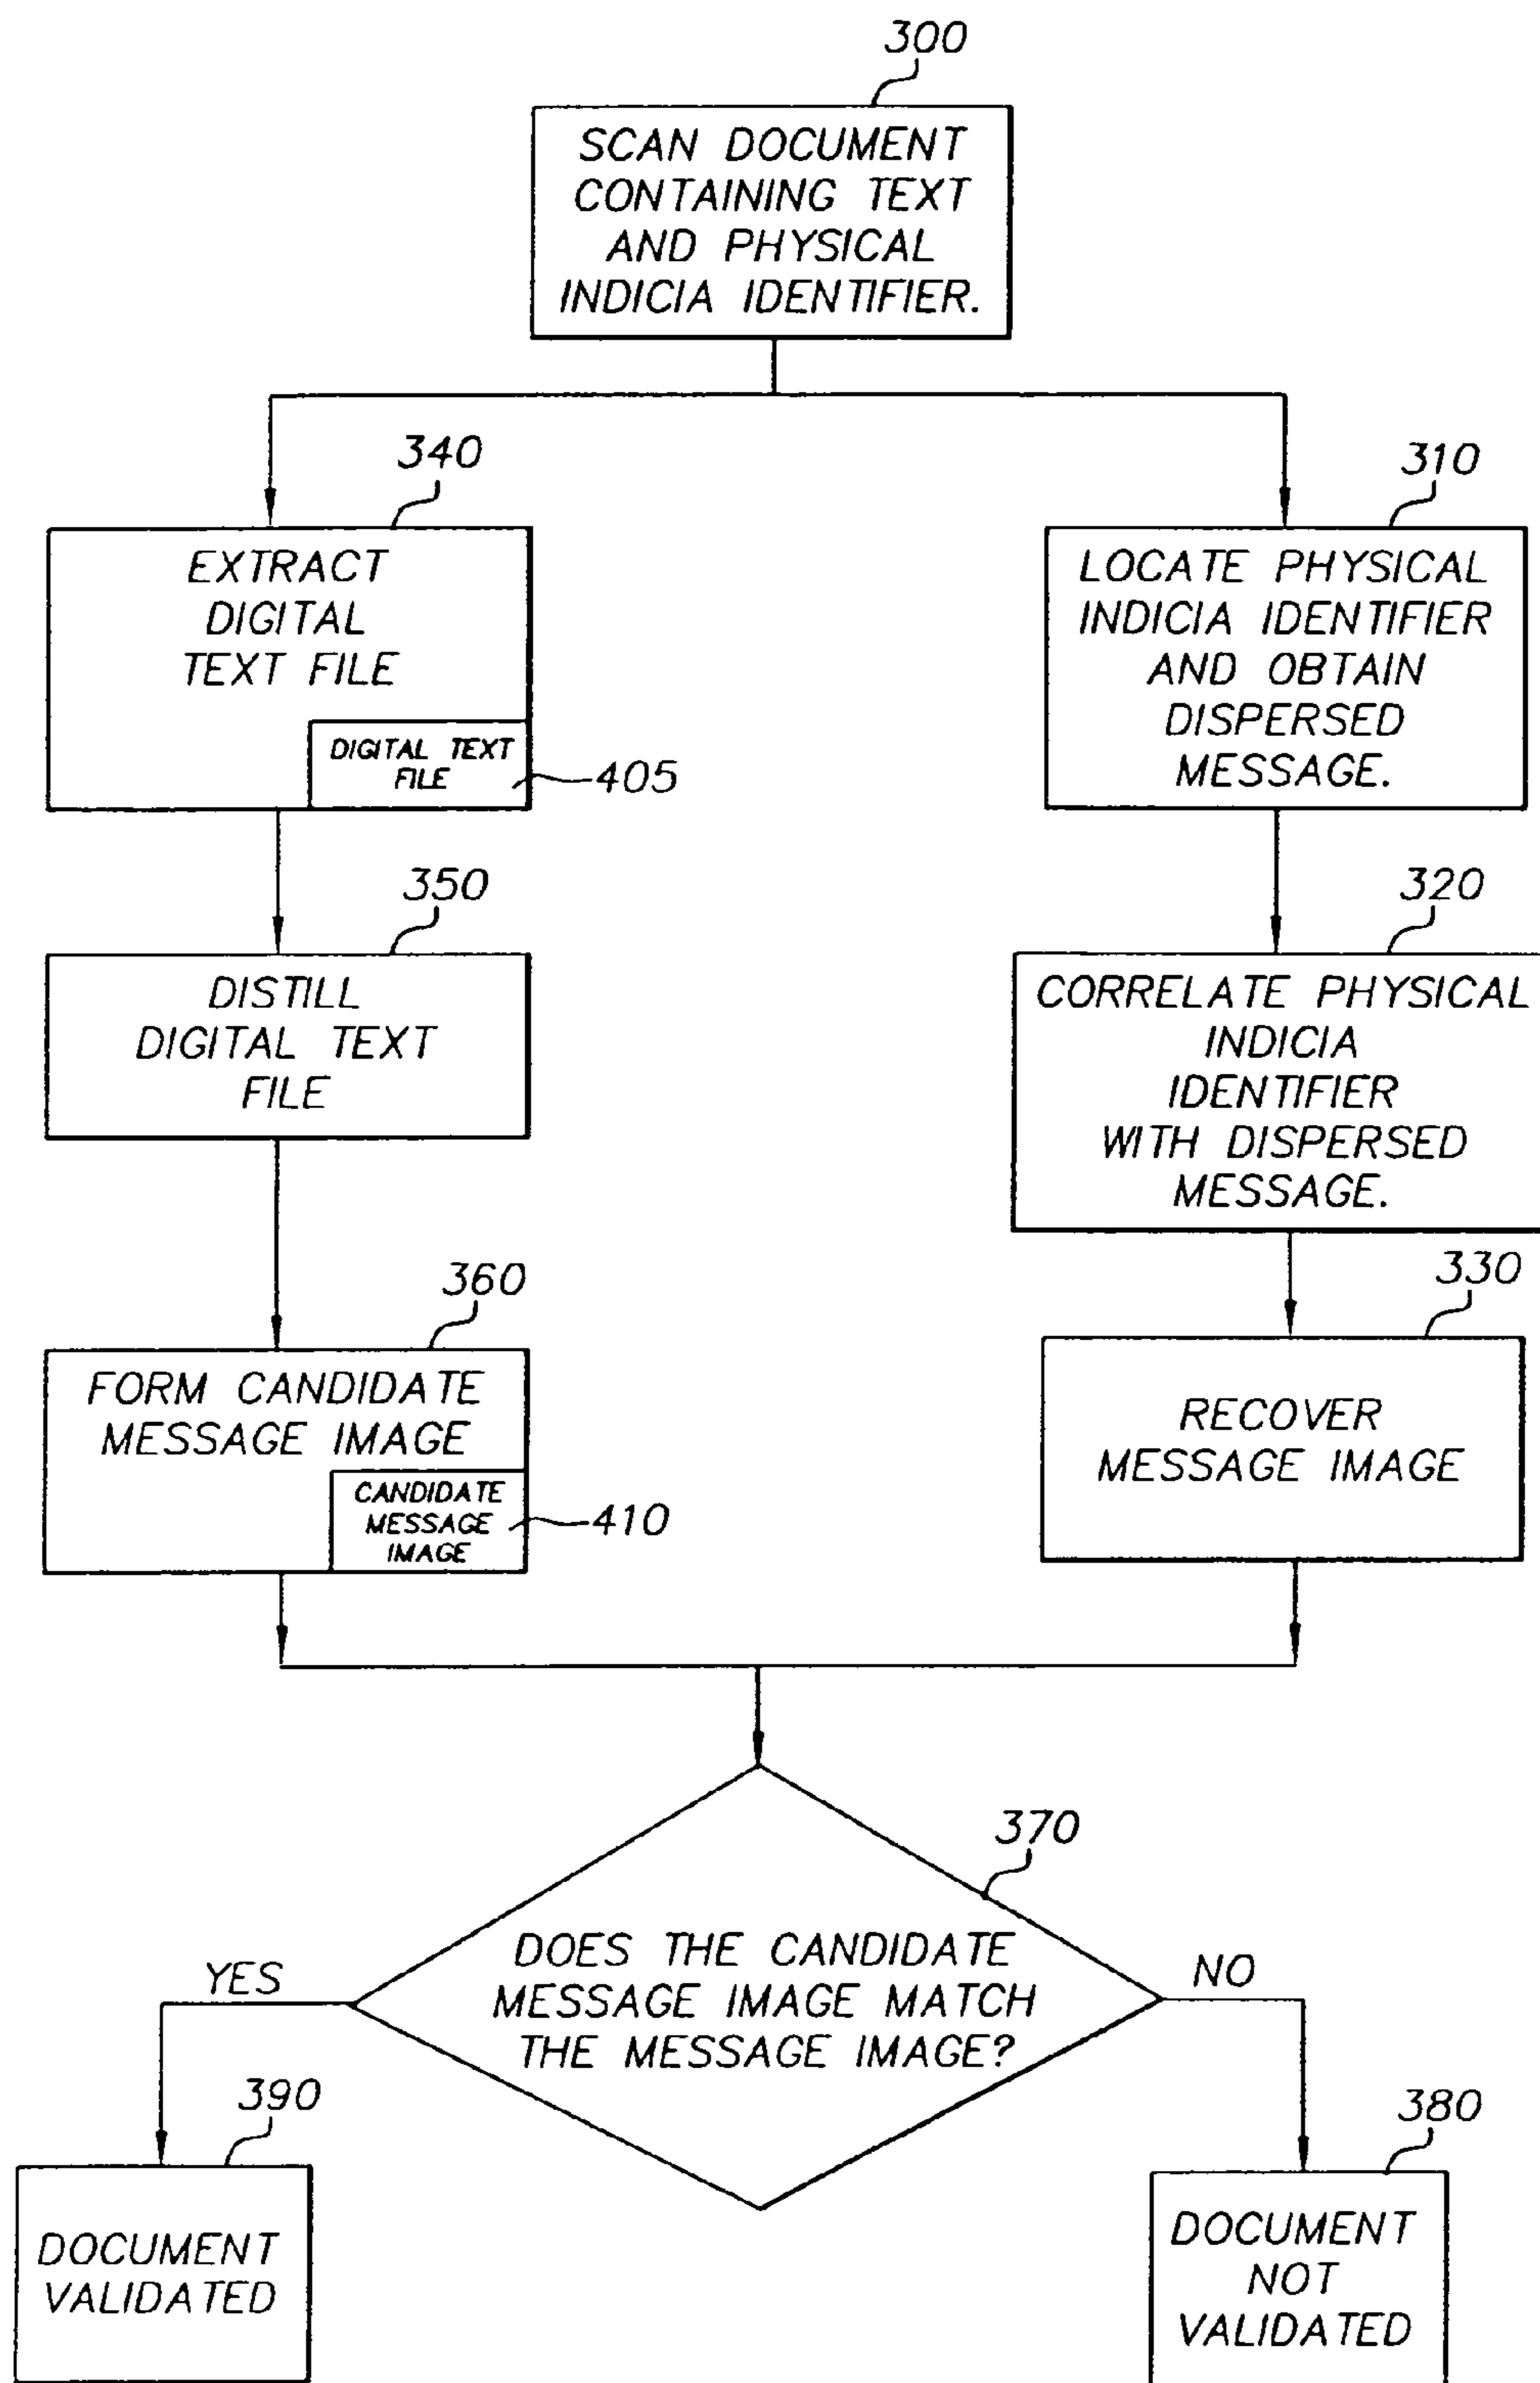 300
SCAN DOCUMENT
CONTAINING TEXT
AND PHYSICAL
INDICIA IDENTIFIER.
340
EXTRACT
DIGITAL
TEXT FILE
DIGITAL TEXT
FILE
405
310
LOCATE PHYSICAL
INDICIA IDENTIFIER
AND OBTAIN
DISPERSED
MESSAGE.
350
DISTILL
DIGITAL TEXT
FILE
320
CORRELATE PHYSICAL
INDICIA
IDENTIFIER
WITH DISPERSED
MESSAGE.
360
FORM CANDIDATE
MESSAGE IMAGE
CANDIDATE
MESSAGE
IMAGE
410
330
RECOVER
MESSAGE IMAGE
370
DOES THE CANDIDATE
MESSAGE IMAGE MATCH
THE MESSAGE IMAGE?
YES
NO
390
DOCUMENT
VALIDATED
380
DOCUMENT
NOT
VALIDATED